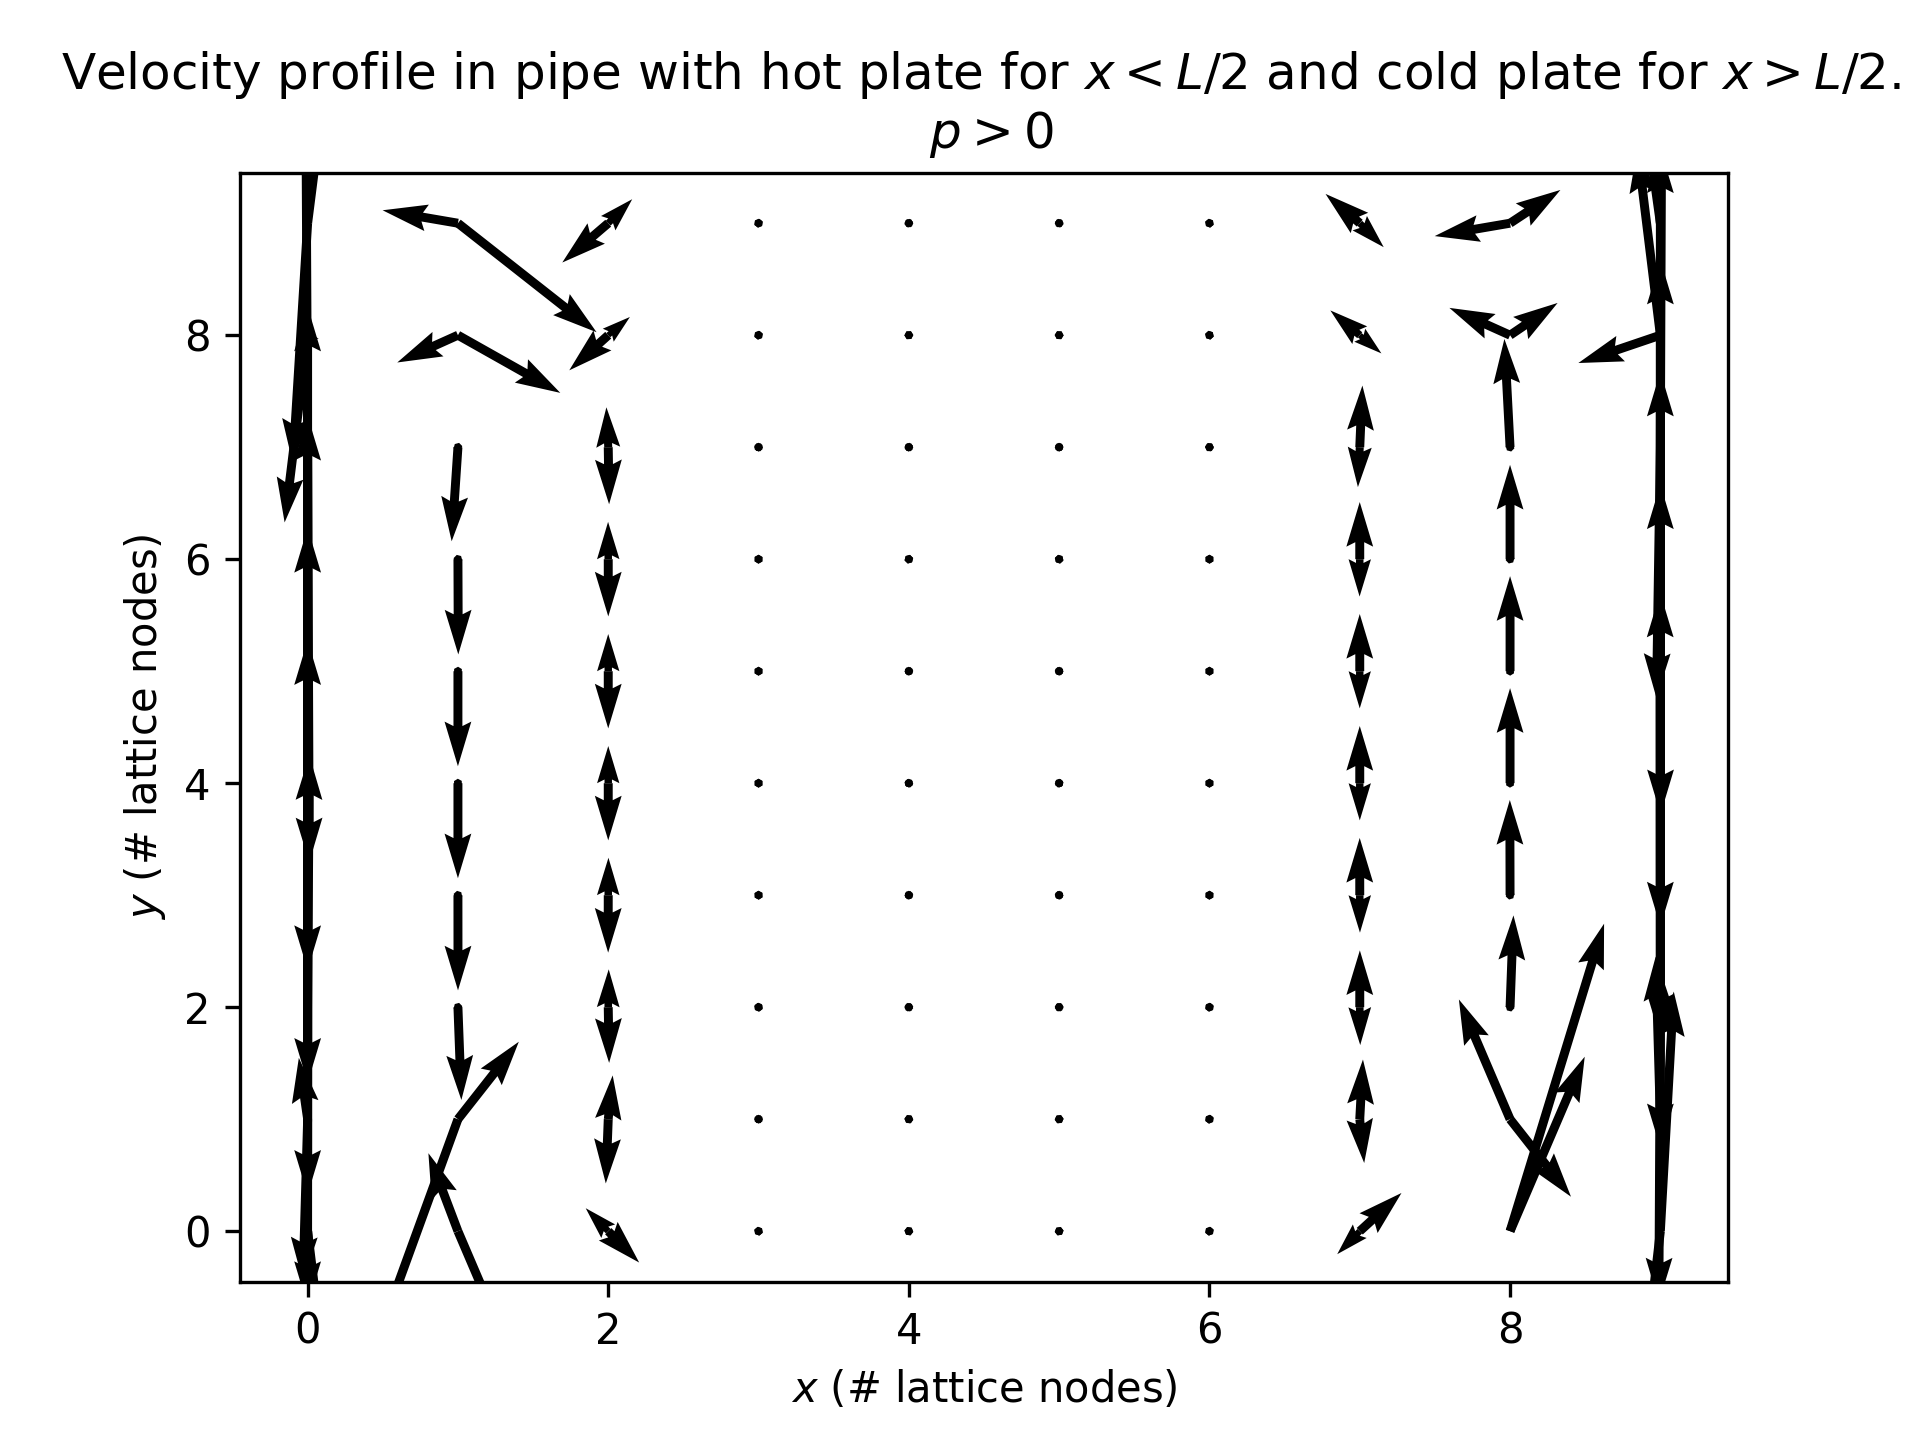 Velocity profile in pipe with hot plate for x < L/2 and cold plate for x > L/2.
p > 0
8
6
4
2
0
y (# lattice nodes)
0 2 4 6 8
x (# lattice nodes)